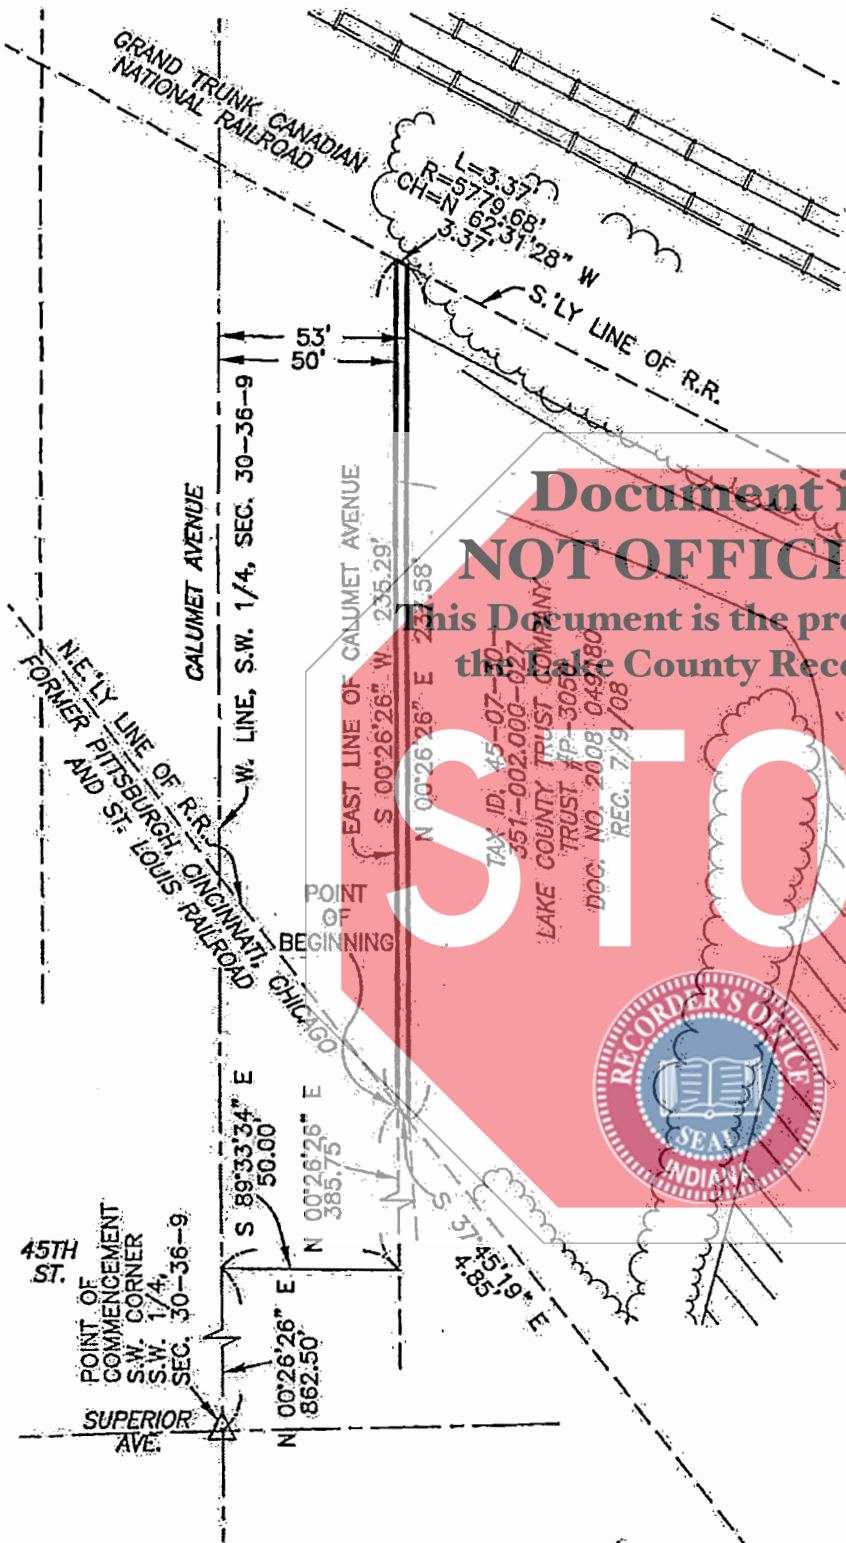 GRAND TRUNK CANADIAN
NATIONAL RAILROAD
L=3.37'
R=5779.68'
CH=N 62°31'28" W
3.37'
S.'LY LINE OF R.R.
53'
50'
CALUMET AVENUE
W. LINE, S.W. 1/4, SEC. 30-36-9
EAST LINE OF CALUMET AVENUE
S 00°26'26" W 235.29'
N 00°26'26" E
Document i
NOT OFFICI
This Document is the pro
the Lake County Reco
STO
TAX ID. 45-07-30-
351-002.000-027
LAKE COUNTY TRUST COMPANY
TRUST #P-3056
DOC. NO. 2008 049780
REC. 7/9/08
N.E.'LY LINE OF R.R.
FORMER PITTSBURGH, CINCINNATI, CHICAGO
AND ST. LOUIS RAILROAD
POINT
OF
BEGINNING
RECORDER'S OFFICE
SEAL
INDIANA
S 89°33'34" E
50.00'
N 00°26'26" E
385.75'
S 37°45'19" E
4.85'
45TH
ST.
POINT OF
COMMENCEMENT
S.W. CORNER
S.W. 1/4,
SEC. 30-36-9
N 00°26'26" E
862.50'
SUPERIOR
AVE.